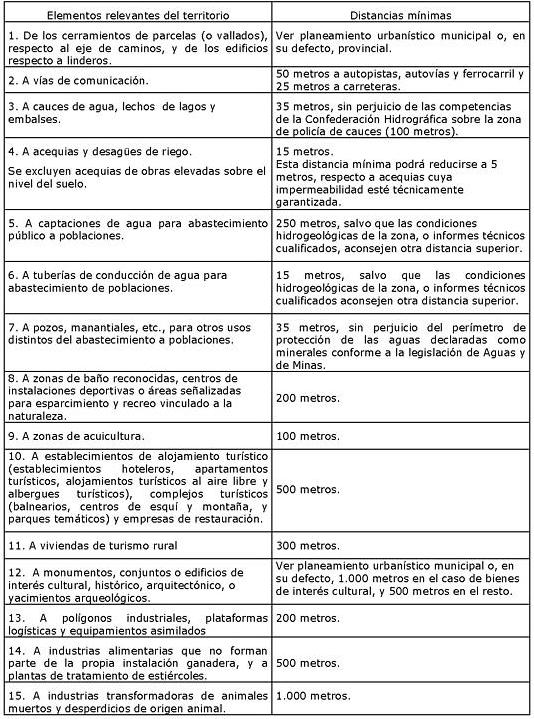 Elementos relevantes del territorio
Distancias mínimas
1. De los cerramientos de parcelas (o vallados),
respecto al eje de caminos, y de los edificios
respecto a linderos.
Ver planeamiento urbanístico municipal o, en
su defecto, provincial.
2. A vías de comunicación.
50 metros a autopistas, autovías y ferrocarril y
25 metros a carreteras.
3. A cauces de agua, lechos de lagos y
embalses.
35 metros, sin perjuicio de las competencias
de la Confederación Hidrográfica sobre la zona
de policía de cauces (100 metros).
4. A acequias y desagües de riego.
Se excluyen acequias de obras elevadas sobre el
nivel del suelo.
15 metros.
Esta distancia mínima podrá reducirse a 5
metros, respecto a acequias cuya
impermeabilidad esté técnicamente
garantizada.
5. A captaciones de agua para abastecimiento
público a poblaciones.
250 metros, salvo que las condiciones
hidrogeológicas de la zona, o informes técnicos
cualificados, aconsejen otra distancia superior.
6. A tuberías de conducción de agua para
abastecimiento de poblaciones.
15 metros, salvo que las condiciones
hidrogeológicas de la zona, o informes técnicos
cualificados aconsejen otra distancia superior.
7. A pozos, manantiales, etc., para otros usos
distintos del abastecimiento a poblaciones.
35 metros, sin perjuicio del perímetro de
protección de las aguas declaradas como
minerales conforme a la legislación de Aguas y
de Minas.
8. A zonas de baño reconocidas, centros de
instalaciones deportivas o áreas señalizadas
para esparcimiento y recreo vinculado a la
naturaleza.
200 metros.
9. A zonas de acuicultura.
100 metros.
10. A establecimientos de alojamiento turístico
(establecimientos hoteleros, apartamentos
turísticos, alojamientos turísticos al aire libre y
albergues turísticos), complejos turísticos
(balnearios, centros de esquí y montaña, y
parques temáticos) y empresas de restauración.
500 metros.
11. A viviendas de turismo rural
300 metros.
12. A monumentos, conjuntos o edificios de
interés cultural, histórico, arquitectónico, o
yacimientos arqueológicos.
Ver planeamiento urbanístico municipal o, en
su defecto, 1.000 metros en el caso de bienes
de interés cultural, y 500 metros en el resto.
13. A polígonos industriales, plataformas
logísticas y equipamientos asimilados
200 metros.
14. A industrias alimentarias que no forman
parte de la propia instalación ganadera, y a
plantas de tratamiento de estiércoles.
500 metros.
15. A industrias transformadoras de animales
muertos y desperdicios de origen animal.
1.000 metros.